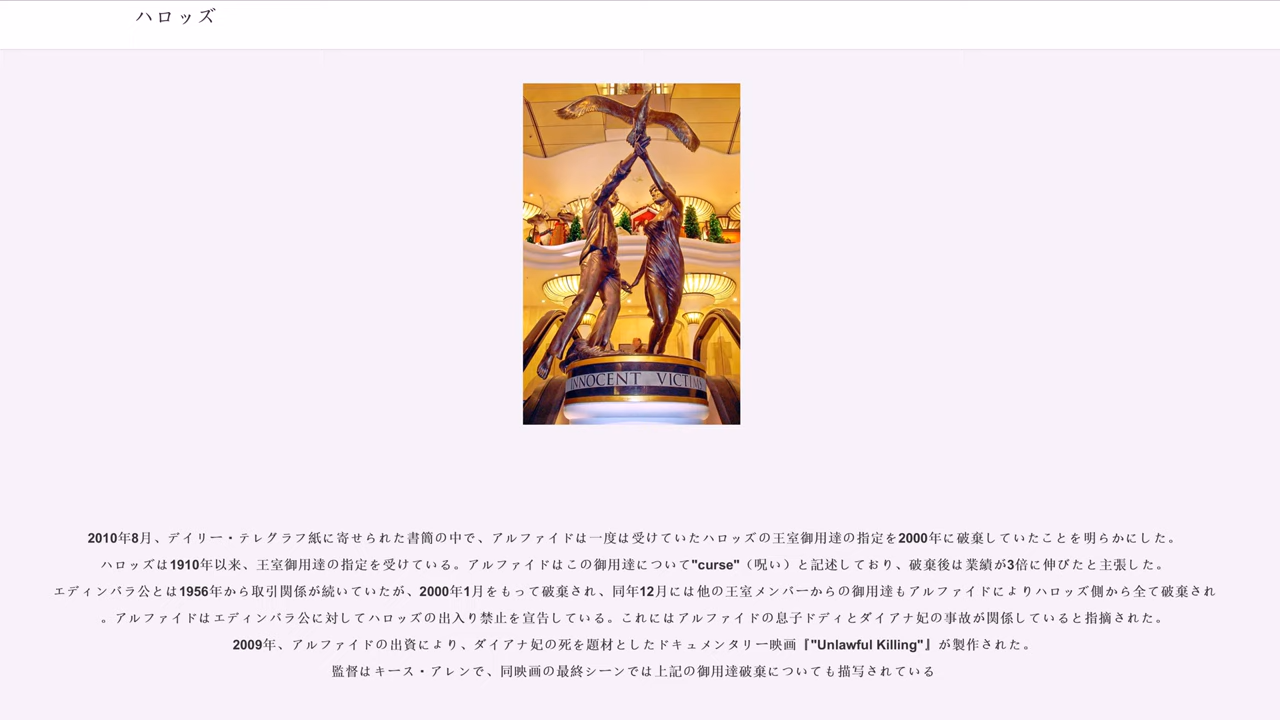 ハロッズ
INNOCENT VICTIMS
2010年8月、デイリー・テレグラフ紙に寄せられた書簡の中で、アルファイドは一度は受けていたハロッズの王室御用達の指定を2000年に破棄していたことを明らかにした。
ハロッズは1910年以来、王室御用達の指定を受けている。アルファイドはこの御用達について"curse"（呪い）と記述しており、破棄後は業績が3倍に伸びたと主張した。
エディンバラ公とは1956年から取引関係が続いていたが、2000年1月をもって破棄され、同年12月には他の王室メンバーからの御用達もアルファイドによりハロッズ側から全て破棄され
。アルファイドはエディンバラ公に対してハロッズの出入り禁止を宣告している。これにはアルファイドの息子ドディとダイアナ妃の事故が関係していると指摘された。
2009年、アルファイドの出資により、ダイアナ妃の死を題材としたドキュメンタリー映画『"Unlawful Killing"』が製作された。
監督はキース・アレンで、同映画の最終シーンでは上記の御用達破棄についても描写されている